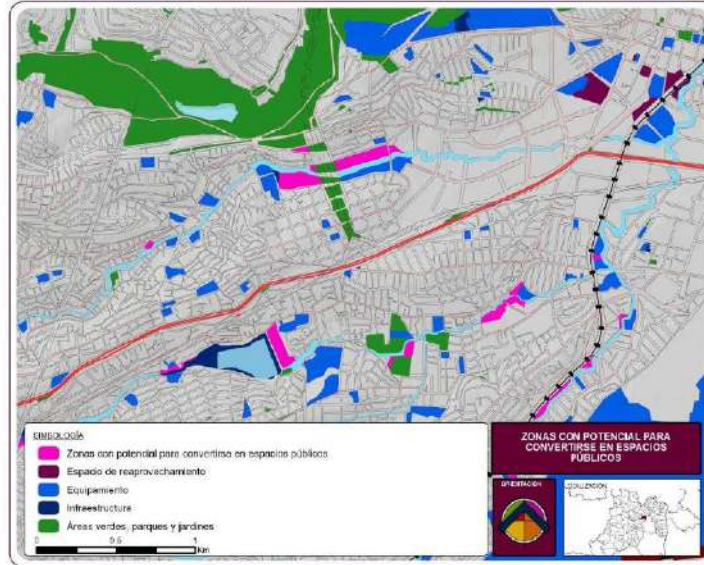 SIMBOLOGÍA
Zonas con potencial para convertirse en espacios públicos
Espacio de reaprovechamiento
Equipamiento
Infraestructura
Áreas verdes, parques y jardines
0 0.5 1
Km
ZONAS CON POTENCIAL PARA
CONVERTIRSE EN ESPACIOS
PÚBLICOS
ORIENTACIÓN
LOCALIZACIÓN